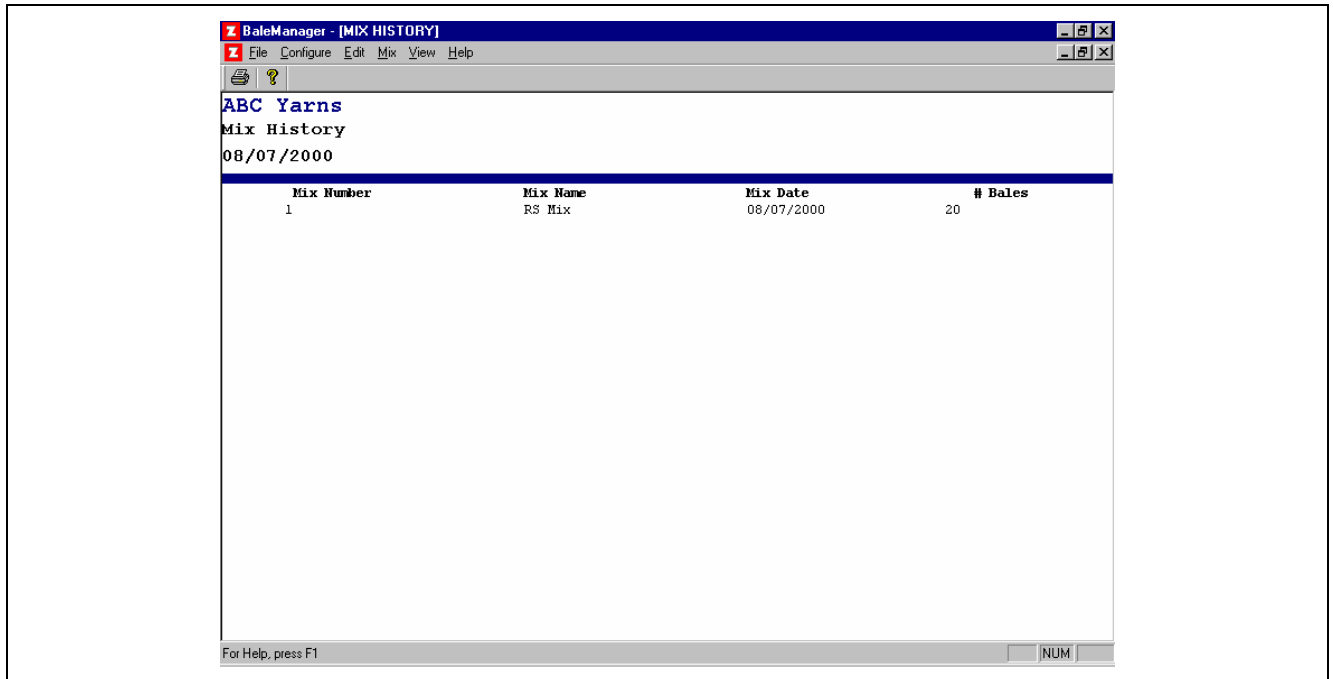 Z BaleManager - [MIX HISTORY]
Z File Configure Edit Mix View Help
?
ABC Yarns
Mix History
08/07/2000
Mix Number Mix Name Mix Date # Bales
1 RS Mix 08/07/2000 20
For Help, press F1 NUM